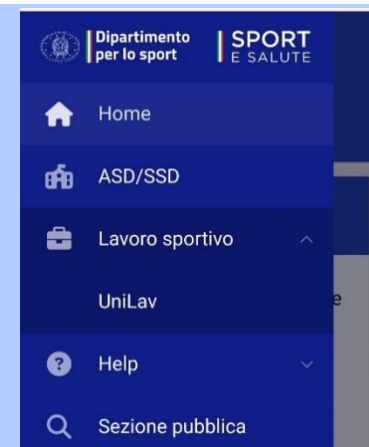 Dipartimento
per lo sport
SPORT
E SALUTE
Home
ASD/SSD
Lavoro sportivo
UniLav
e
Help
Sezione pubblica